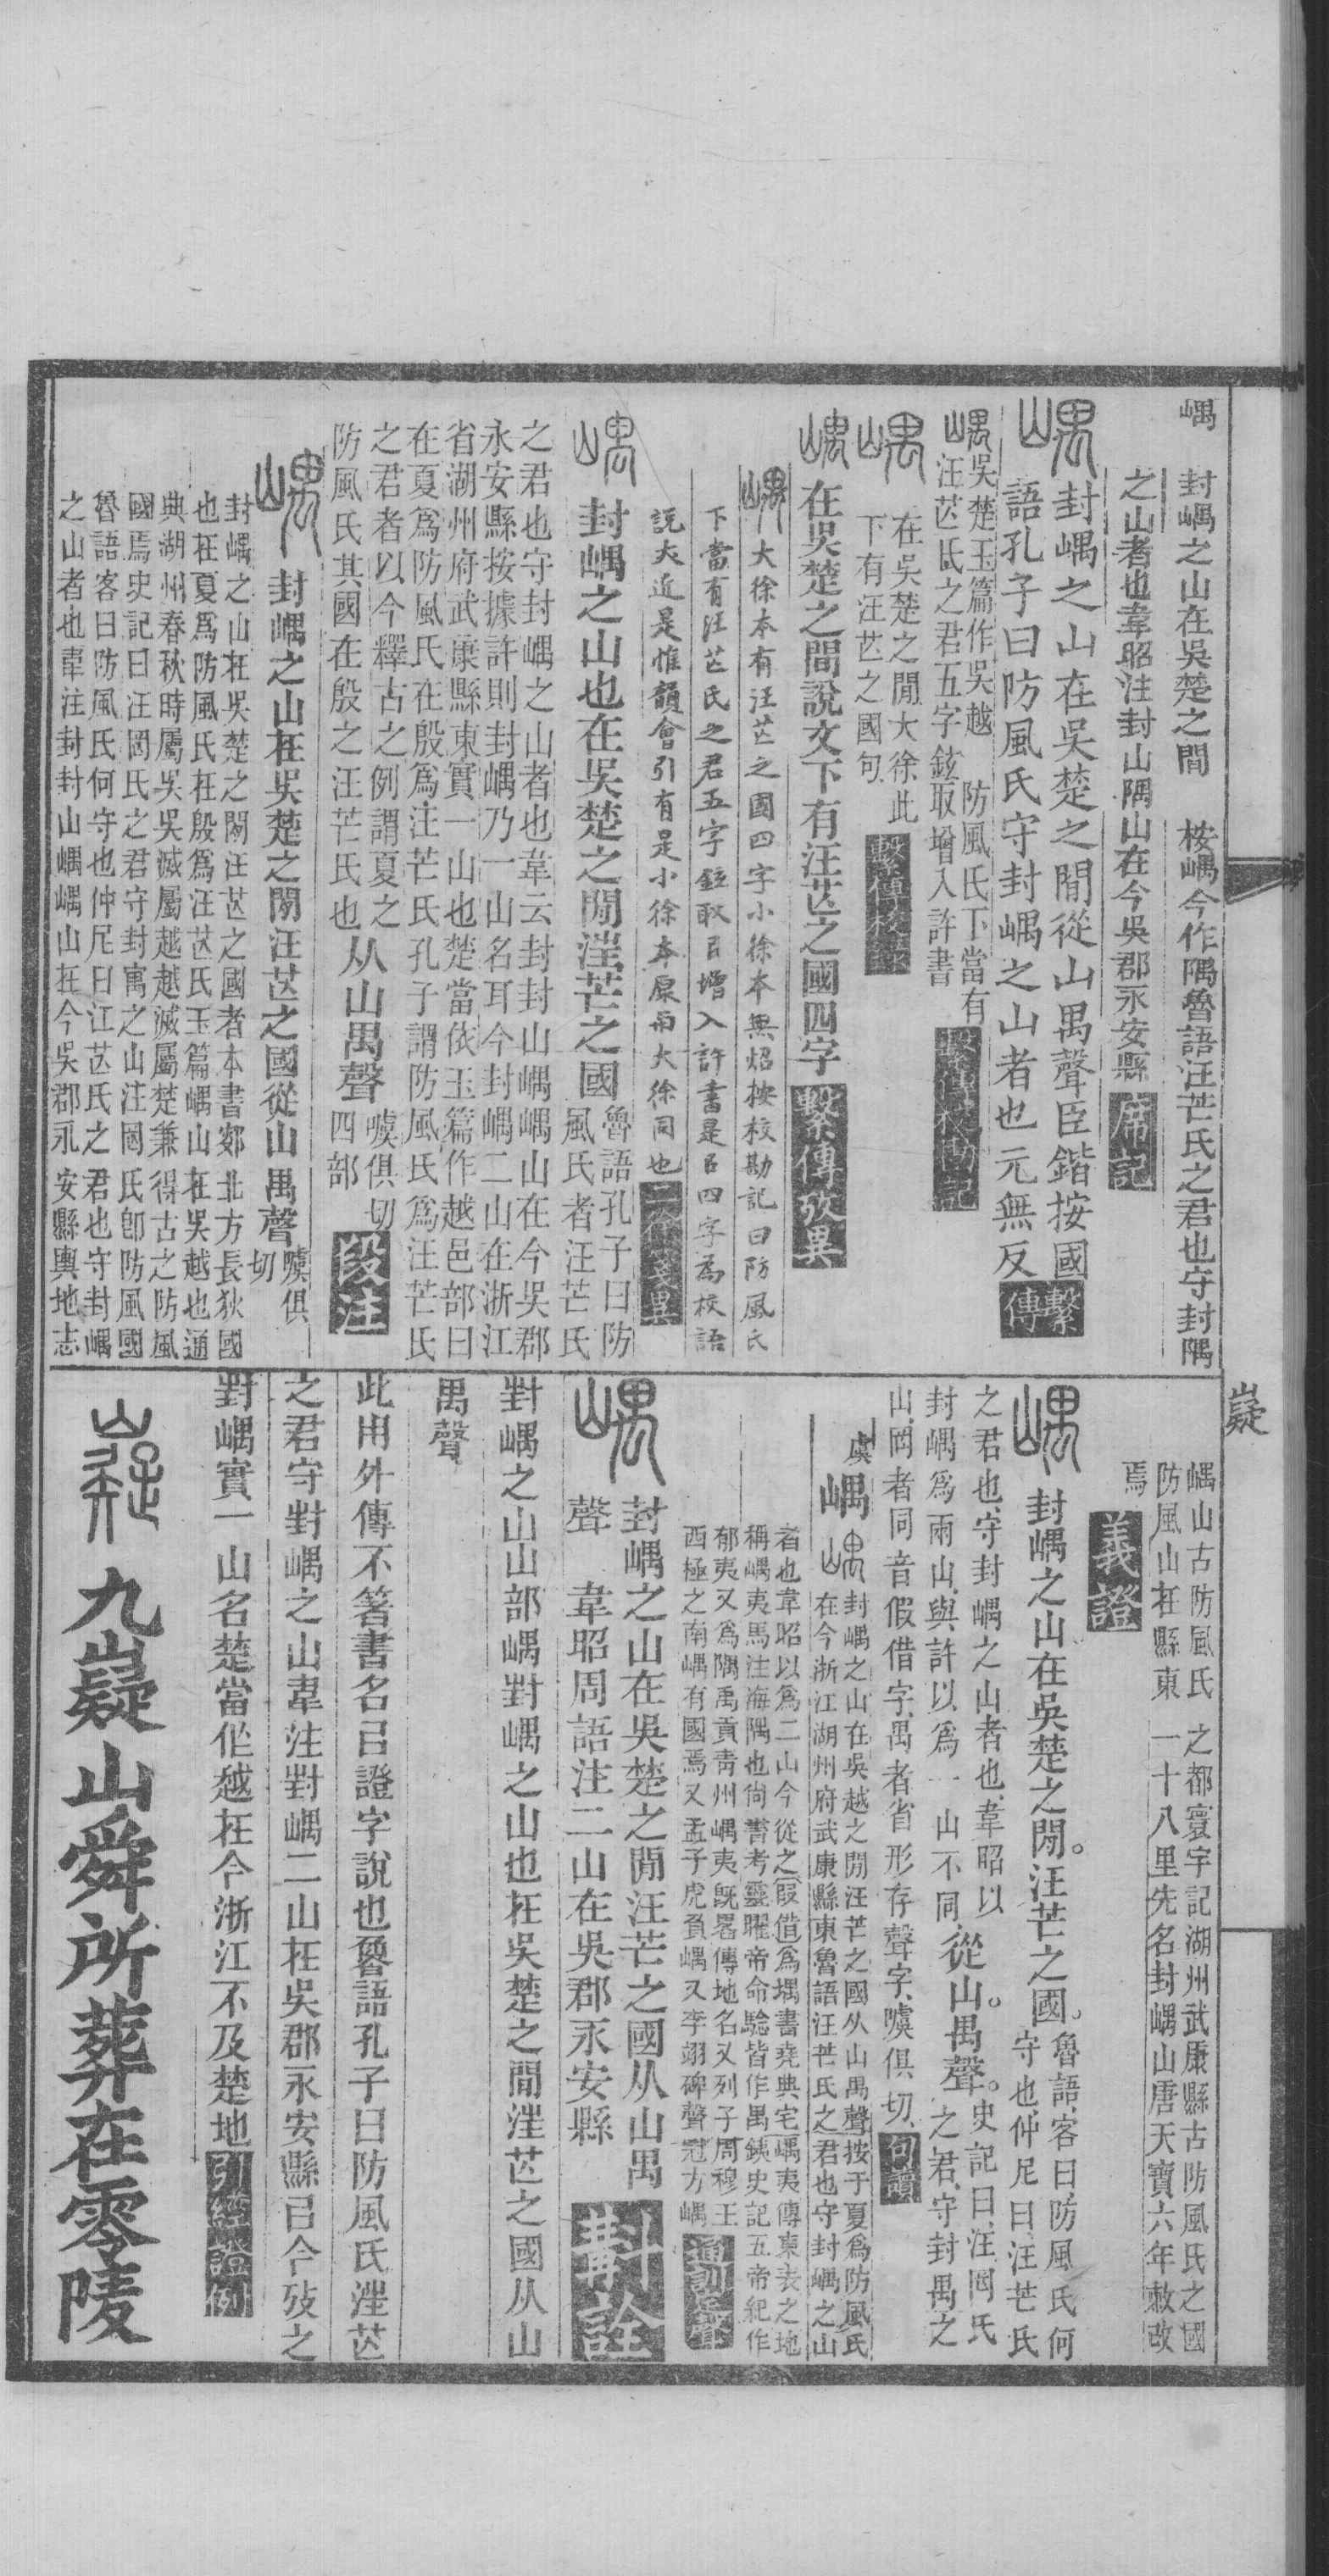 嵎 封嵎之山在吳楚之間 桉嵎今作隅魯語汪芒氏之君也守封隅
之山者也韋昭注封山隅山在今吳郡永安縣 席記
封嵎之山在吳楚之閒從山禺聲臣鍇按國
語孔子曰防風氏守封嵎之山者也元無反 繫傳
嵎吳楚玉篇作吳越 防風氏下當有
汪芒氏之君五字鉉取增入許書 繫傳校勘記
在吳楚之閒大徐此
下有汪芒之國句 繫傳校錄
在吳楚之間說文下有汪芒之國四字 繫傳攷異
大徐本有汪芒之國四字小徐本無炤按校勘記曰防風氏
下當有汪芒氏之君五字鉉取㠯增入許書是㠯四字為校語
說夫近是惟韻會引有是小徐本原與大徐同也 二徐箋異
封嵎之山也在吳楚之閒汪芒之國 魯語孔子曰防
風氏者汪芒氏
之君也守封嵎之山者也韋云封封山嵎嵎山在今吳郡
永安縣按據許則封嵎乃一山名耳今封嵎二山在浙江
省湖州府武康縣東實一山也楚當依玉篇作越邑部曰
在夏為防風氏在殷為汪芒氏孔子謂防風氏為汪芒氏
之君者以今釋古之例謂夏之
防風氏其國在殷之汪芒氏也 从山禺聲 噳俱切
四部 段注
封嵎之山在吳楚之閒汪芒之國從山禺聲 噳俱
切
封嵎之山在吳楚之閒汪芒之國者本書鄋北方長狄國
也在夏為防風氏在殷為汪芒氏玉篇嵎山在吳越也通
典湖州春秋時屬吳吳滅屬越越滅屬楚兼得古之防風
國焉史記曰汪罔氏之君守封寓之山注罔氏卽防風國
魯語客曰防風氏何守也仲尼曰江芒氏之君也守封嵎
之山者也韋注封封山嵎嵎山在今吳郡永安縣輿地志
嶷
嵎山古防風氏之都寰宇記湖州武康縣古防風氏之國
防風山在縣東一十八里先名封嵎山唐天寶六年敕改
焉 義證
封嵎之山在吳楚之閒。汪芒之國。魯語、客曰、防風氏何
守也、仲尼曰、汪芒氏
之君也、守封嵎之山者也、韋昭以
封嵎為兩山、與許以為一山不同、從山。禺聲。史記曰、汪罔氏
之君、守封禺之
山、罔者同音假借字、禺者省形存聲字、噳俱切、 句讀
虞 嵎 封嵎之山在吳越之閒汪芒之國从山禺聲按于夏為防風氏
在今浙江湖州府武康縣東魯語汪芒氏之君也守封嵎之山
者也韋昭以為二山今從之（叚借）為堣書堯典宅嵎夷傳東表之地
稱嵎夷馬注海隅也尙書考靈曜帝命驗皆作禺銕史記五帝紀作
郁夷又為隅禹貢青州嵎夷旣畧傳地名又列子周穆王
西極之南嵎有國焉又孟子虎負嵎又李翊碑聲冠方嵎 通訓定聲
封嵎之山在吳楚之閒汪芒之國从山禺
聲 韋昭周語注二山在吳郡永安縣 斠詮
封嵎之山山部嵎封嵎之山也在吳楚之閒汪芒之國从山
禺聲
此用外傳不箸書名㠯證字說也魯語孔子曰防風氏汪芒
之君守封嵎之山韋注封嵎二山在吳郡永安縣㠯今攷之
封嵎實一山名楚當作越在今浙江不及楚地 引經證例
九嶷山舜所葬在零陵